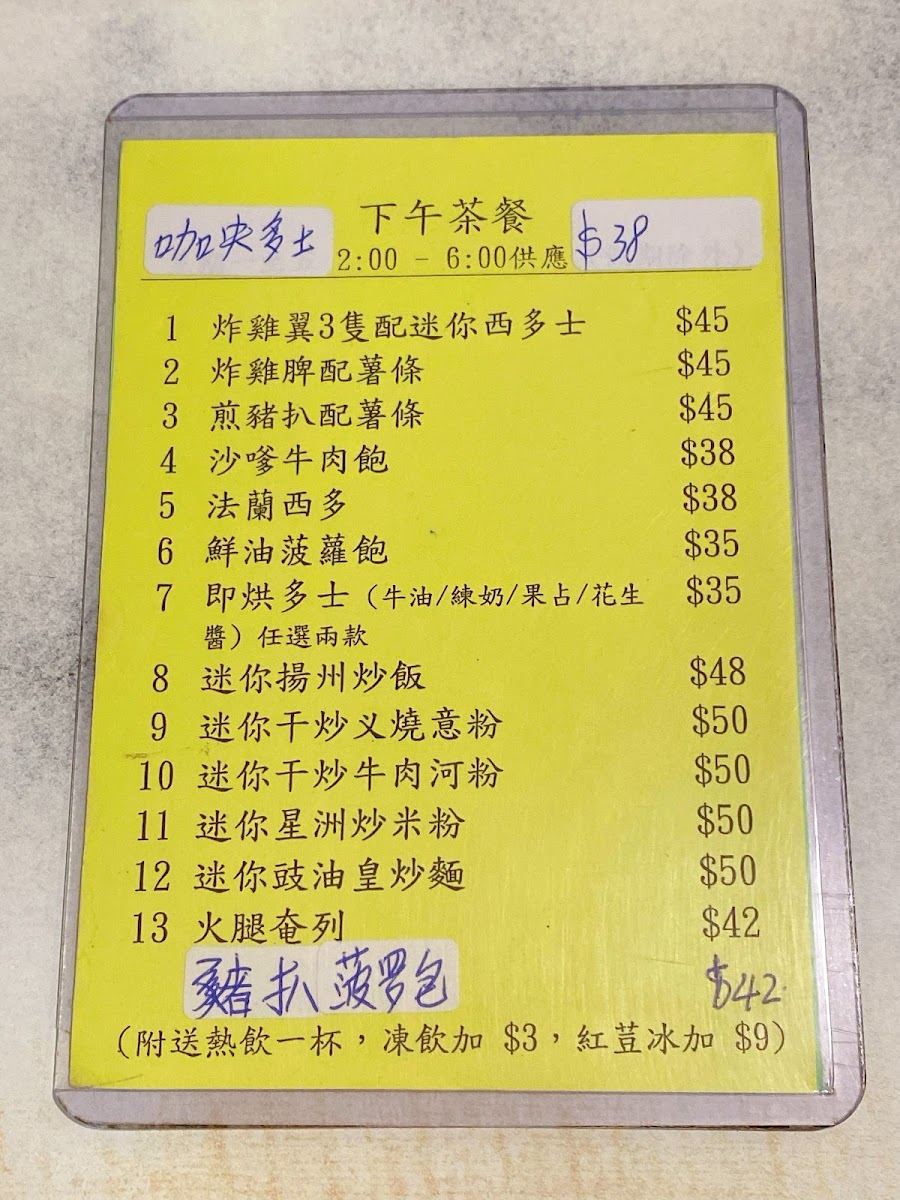 下午茶餐
咖央多士 $38
2:00 - 6:00供應
1 炸雞翼3隻配迷你西多士 $45
2 炸雞脾配薯條 $45
3 煎豬扒配薯條 $45
4 沙嗲牛肉飽 $38
5 法蘭西多 $38
6 鮮油菠蘿飽 $35
7 即烘多士（牛油/練奶/果占/花生 $35
醬）任選兩款
8 迷你揚州炒飯 $48
9 迷你干炒义燒意粉 $50
10 迷你干炒牛肉河粉 $50
11 迷你星洲炒米粉 $50
12 迷你豉油皇炒麵 $50
13 火腿奄列 $42
豬扒菠罗包 $42
（附送熱飲一杯，凍飲加 $3，紅荳冰加 $9）